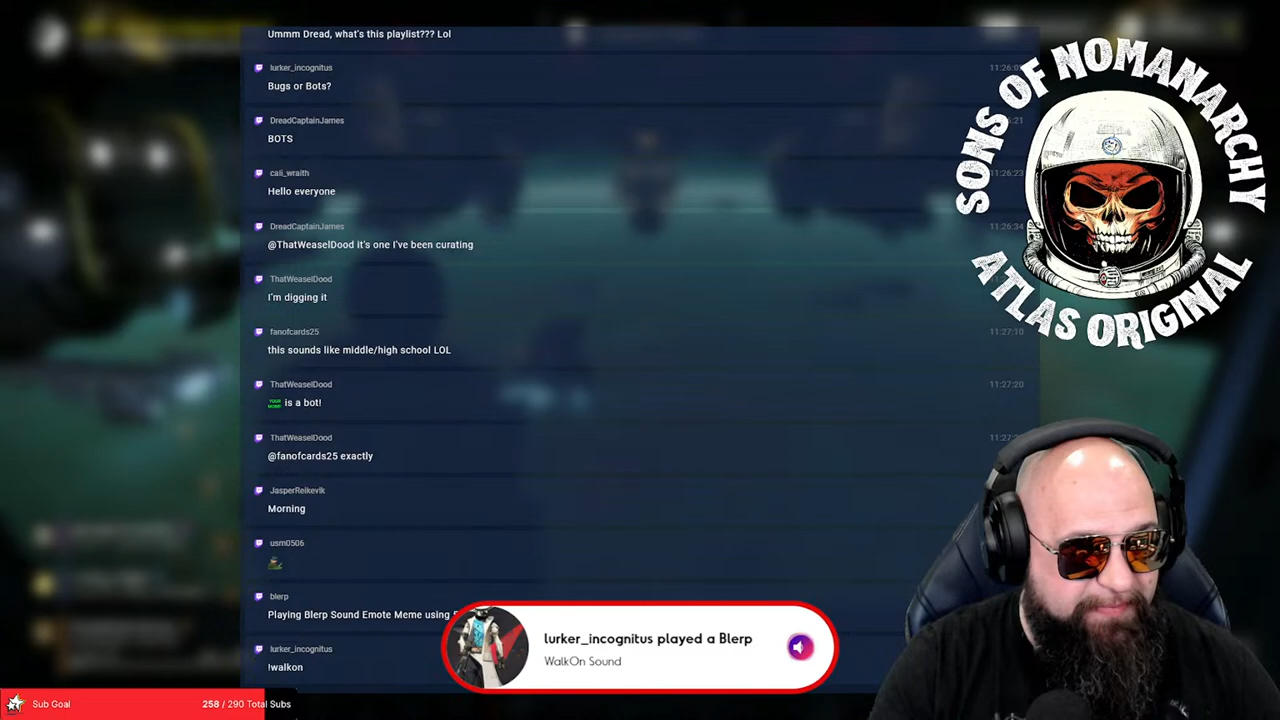 Ummm Dread, what's this playlist??? Lol
lurker_incognitus
Bugs or Bots?
DreadCaptainJames
BOTS
cali_wraith
11:26:23
Hello everyone
DreadCaptainJames
11:26:34
@ThatWeaselDood it's one I've been curating
ThatWeaselDood
I'm digging it
fanofcards25
11:27:10
this sounds like middle/high school LOL
ThatWeaselDood
11:27:20
is a bot!
ThatWeaselDood
@fanofcards25 exactly
JasperReikevik
Morning
usm0506
blerp
Playing Blerp Sound Emote Meme using
lurker_incognitus
!walkon
lurker_incognitus played a Blerp
WalkOn Sound
SONS OF NOMANARCHY
ATLAS ORIGINAL
Sub Goal
258 / 290 Total Subs